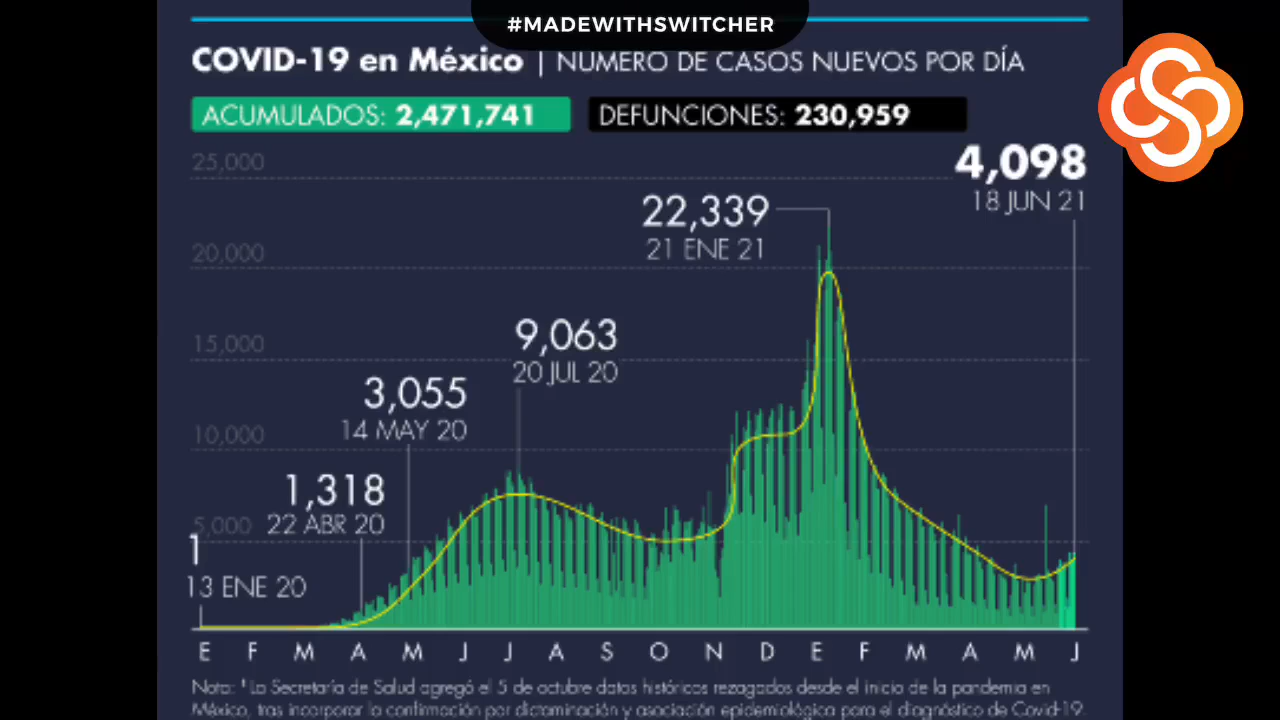 #MADEWITHSWITCHER
COVID-19 en México | NÚMERO DE CASOS NUEVOS POR DÍA
ACUMULADOS: 2,471,741 DEFUNCIONES: 230,959
25,000
4,098
18 JUN 21
22,339
21 ENE 21
20,000
9,063
20 JUL 20
15,000
3,055
14 MAY 20
10,000
1,318
22 ABR 20
5,000
1
13 ENE 20
E F M A M J J A S O N D E F M A M J
Nota: *La Secretaría de Salud agregó el 5 de octubre datos históricos rezagados desde el inicio de la pandemia en
México, tras incorporar la confirmación por dictaminación y asociación epidemiológica para el diagnóstico de Covid-19.